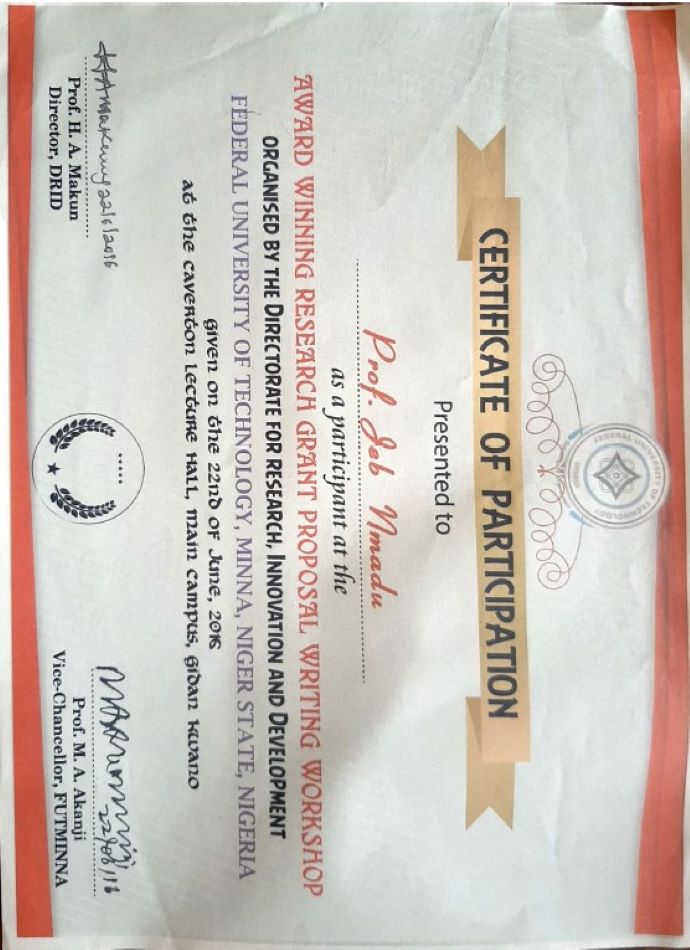 FEDERAL UNIVERSITY OF TECHNOLOGY
CERTIFICATE OF PARTICIPATION
Presented to
Prof. Jeb Nmadu
as a participant at the
AWARD WINNING RESEARCH GRANT PROPOSAL WRITING WORKSHOP
ORGANISED BY THE DIRECTORATE FOR RESEARCH, INNOVATION AND DEVELOPMENT
FEDERAL UNIVERSITY OF TECHNOLOGY, MINNA, NIGER STATE, NIGERIA
Given on the 22nd of June, 2016
at the Caverton Lecture Hall, Main Campus, Gidan Kwano
22/6/2016
Prof. H. A. Makun
Director, DRID
22/06/16
Prof. M. A. Akanji
Vice-Chancellor, FUTMINNA